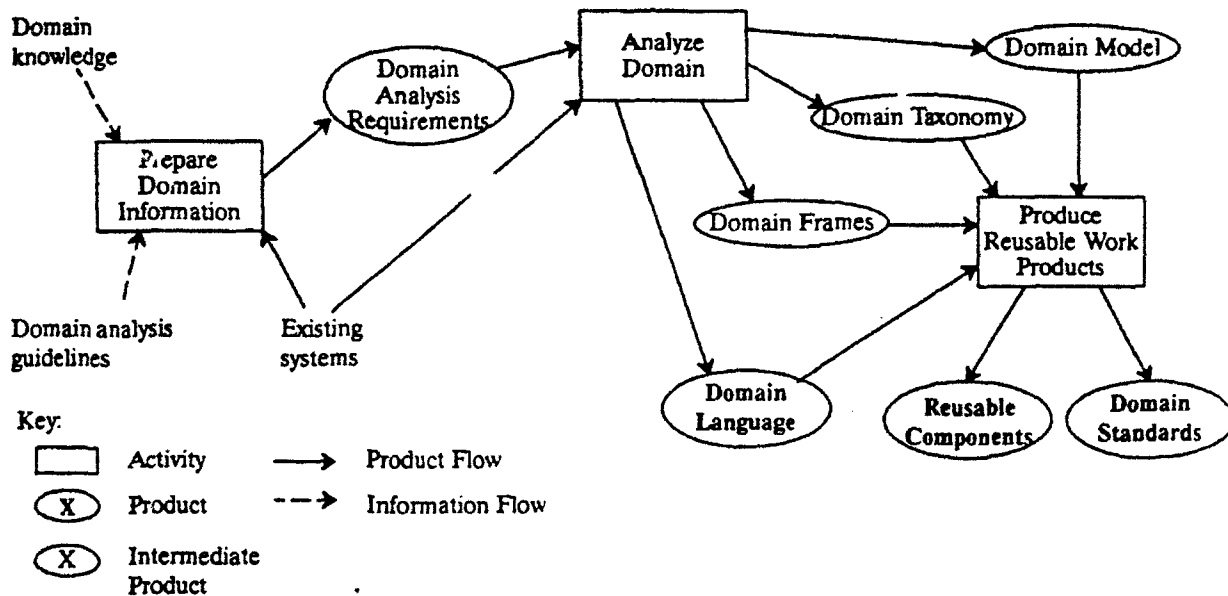 Domain
knowledge
Prepare
Domain
Information
Domain analysis
guidelines
Existing
systems
Domain
Analysis
Requirements
Analyze
Domain
Domain Model
Domain Taxonomy
Domain Frames
Domain
Language
Produce
Reusable Work
Products
Reusable
Components
Domain
Standards
Key:
Activity
Product Flow
X
Product
Information Flow
X
Intermediate
Product